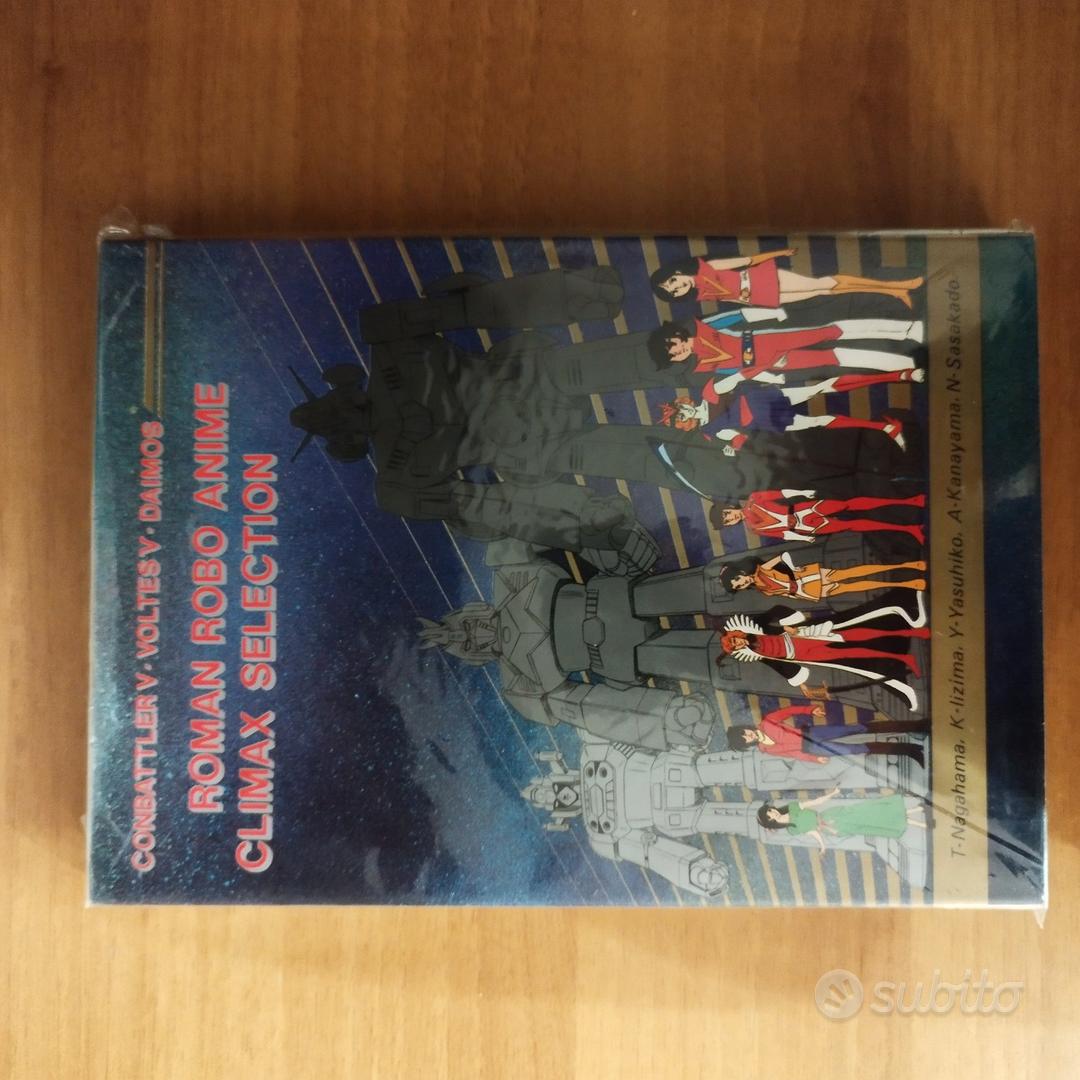 CONBATTLER V・VOLTES V・DAIMOS
ROMAN ROBO ANIME
CLIMAX SELECTION
T-Nagahama, K-Iizima, Y-Yasuhiko, A-Kanayama, N-Sasakado
subito